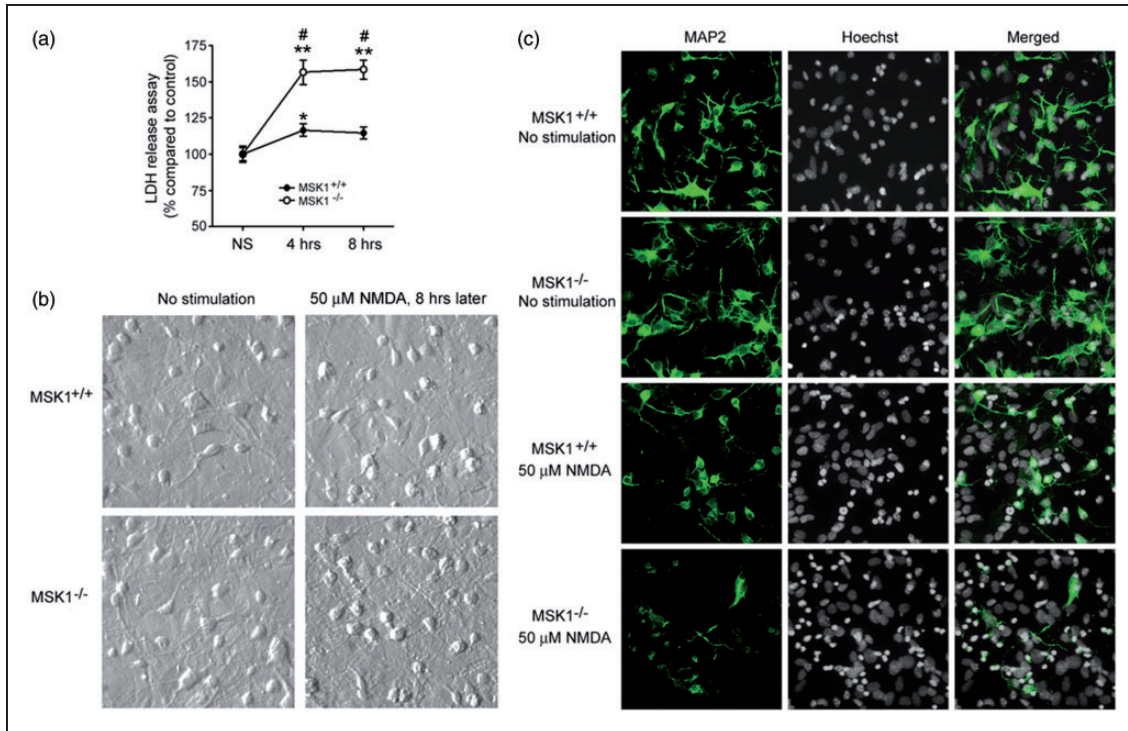 (a)
LDH release assay
(% compared to control)
175
150
125
100
75
50
#
**
#
**
*
MSK1+/+
MSK1-/-
NS
4 hrs
8 hrs
(b)
No stimulation
50 µM NMDA, 8 hrs later
MSK1+/+
MSK1-/-
(c)
MAP2
Hoechst
Merged
MSK1+/+
No stimulation
MSK1-/-
No stimulation
MSK1+/+
50 µM NMDA
MSK1-/-
50 µM NMDA